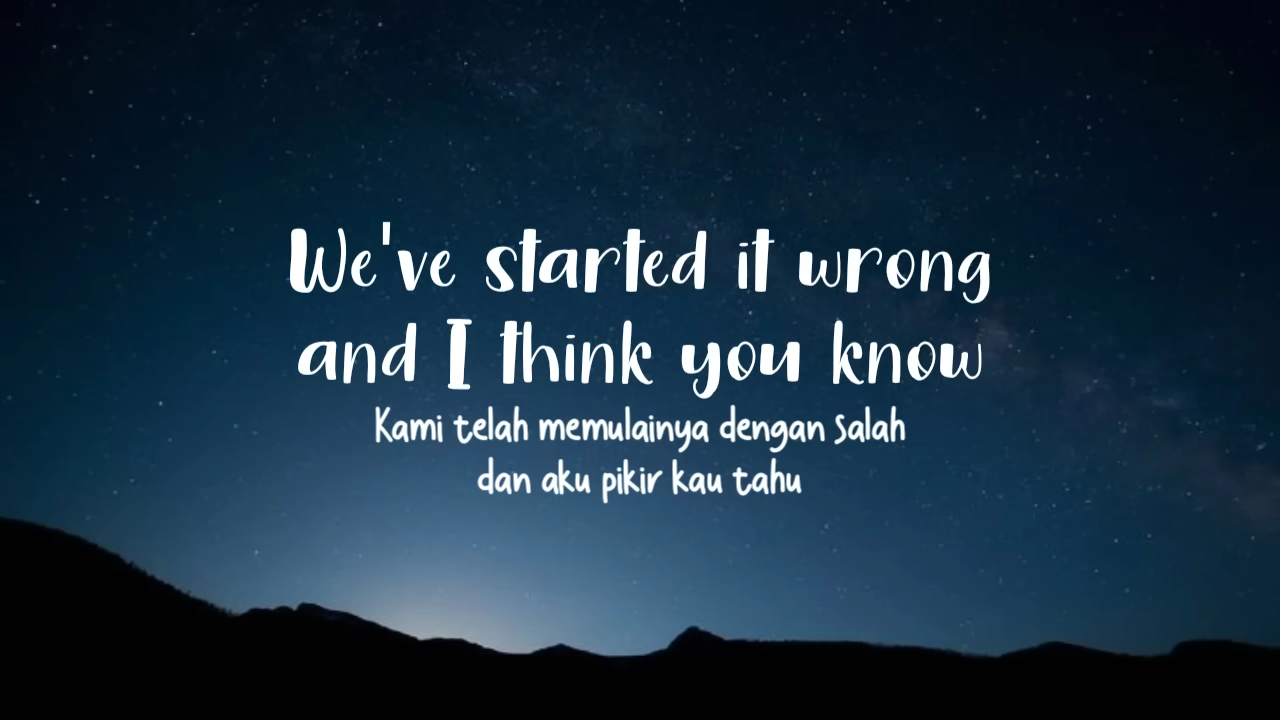 We've started it wrong
and I think you know
Kami telah memulainya dengan salah
dan aku pikir kau tahu